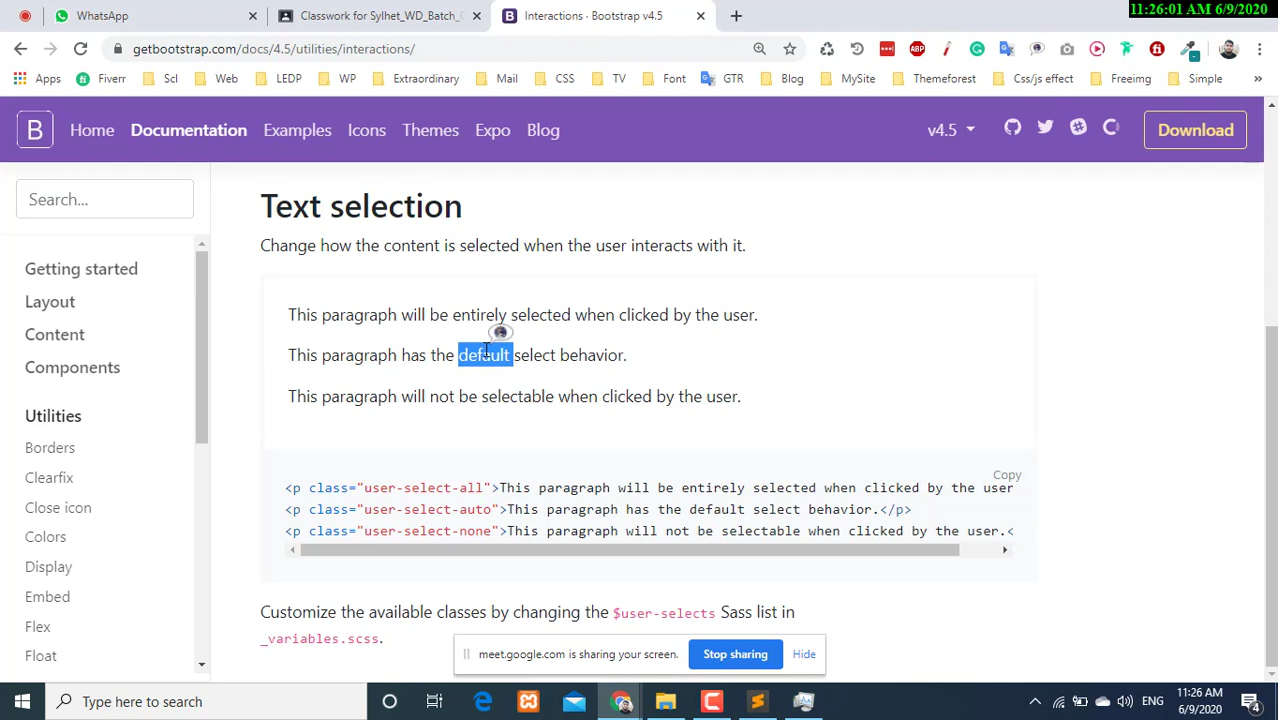 11:26:01 AM 6/9/2020
WhatsApp
Classwork for Sylhet_WD_Batch_
Interactions · Bootstrap v4.5
getbootstrap.com/docs/4.5/utilities/interactions/
Apps Fiverr Scl Web LEDP WP Extraordinary Mail CSS TV Font GTR Blog MySite Themeforest Css/js effect Freeimg Simple
B Home Documentation Examples Icons Themes Expo Blog v4.5 Download
Search...
Getting started
Layout
Content
Components
Utilities
Borders
Clearfix
Close icon
Colors
Display
Embed
Flex
Float
Text selection
Change how the content is selected when the user interacts with it.
This paragraph will be entirely selected when clicked by the user.
This paragraph has the default select behavior.
This paragraph will not be selectable when clicked by the user.
Copy
<p class="user-select-all">This paragraph will be entirely selected when clicked by the user
<p class="user-select-auto">This paragraph has the default select behavior.</p>
<p class="user-select-none">This paragraph will not be selectable when clicked by the user.<
Customize the available classes by changing the $user-selects Sass list in
_variables.scss.
meet.google.com is sharing your screen. Stop sharing Hide
Type here to search
ENG
11:26 AM
6/9/2020
4